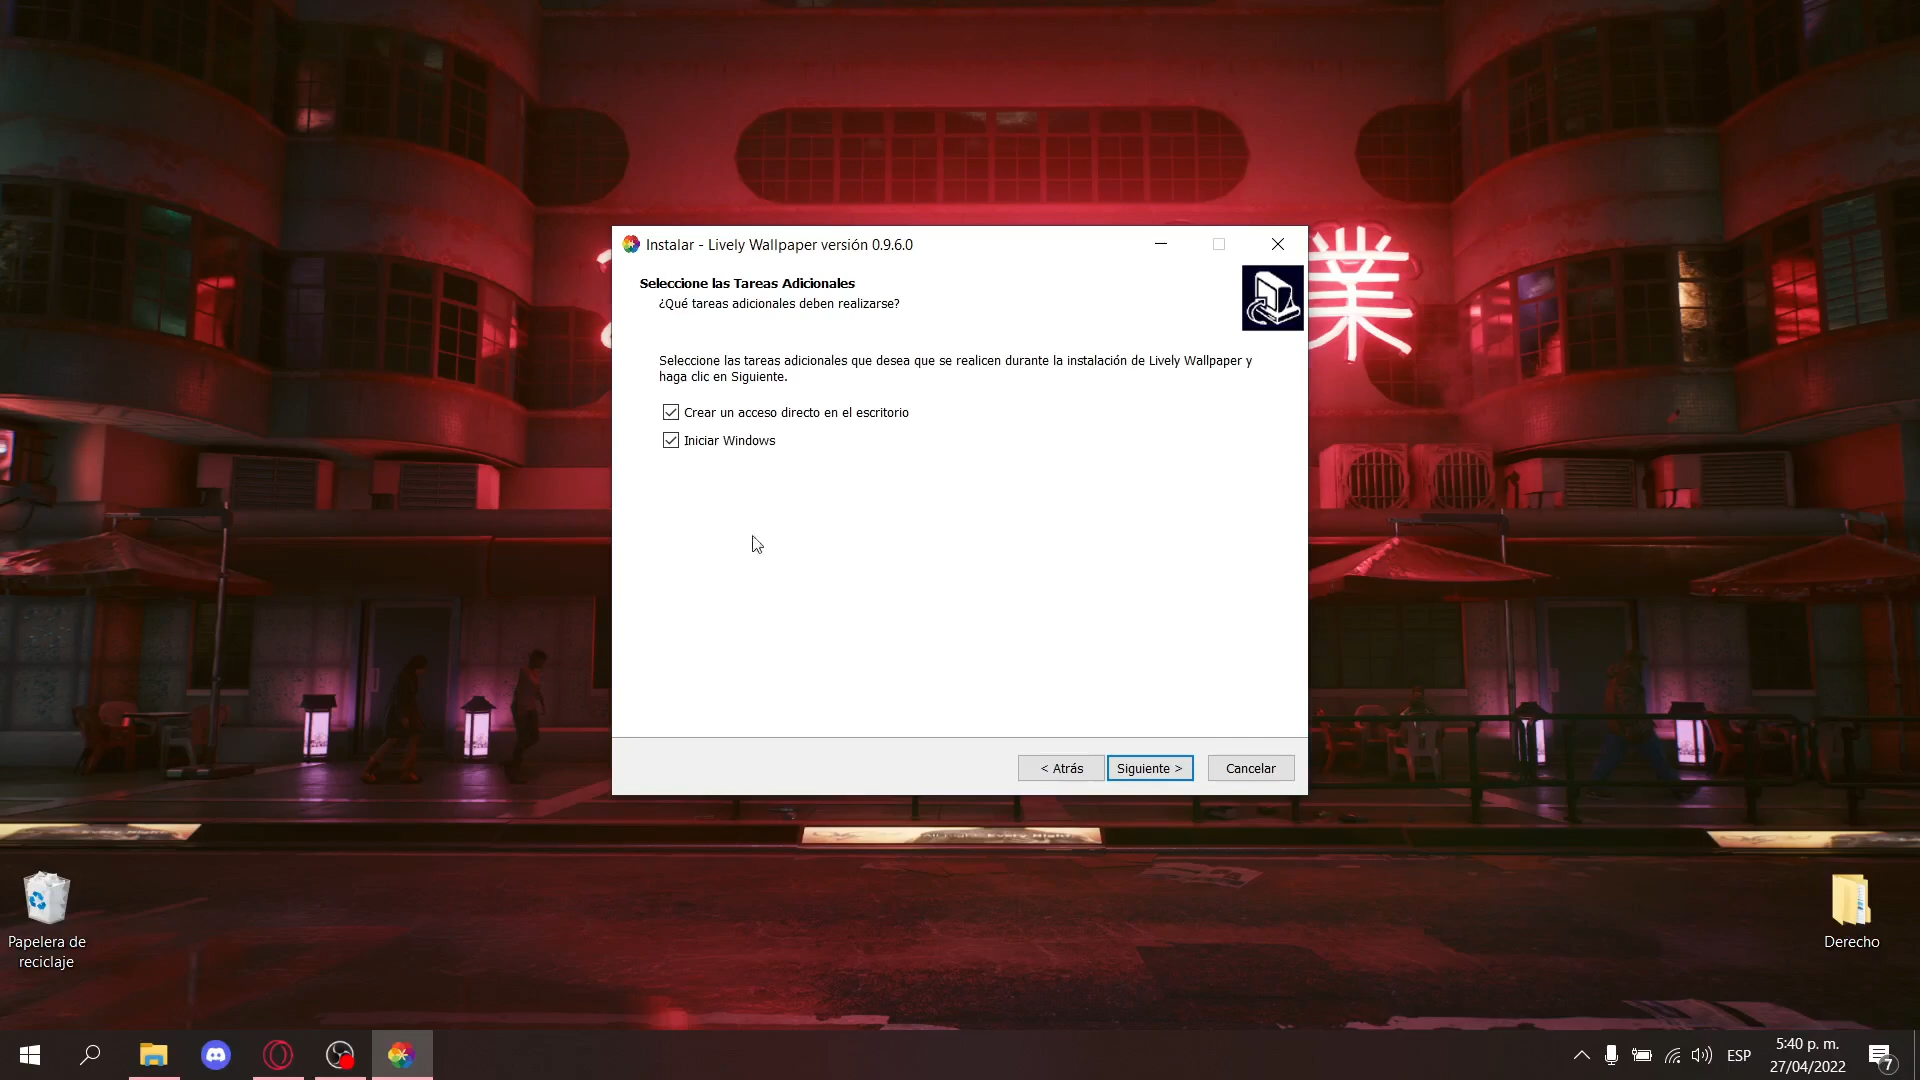 Instalar - Lively Wallpaper versión 0.9.6.0
Seleccione las Tareas Adicionales
¿Qué tareas adicionales deben realizarse?
業
Seleccione las tareas adicionales que desea que se realicen durante la instalación de Lively Wallpaper y
haga clic en Siguiente.
Crear un acceso directo en el escritorio
Iniciar Windows
< Atrás
Siguiente >
Cancelar
Papelera de
reciclaje
Derecho
ESP
5:40 p. m.
27/04/2022
7